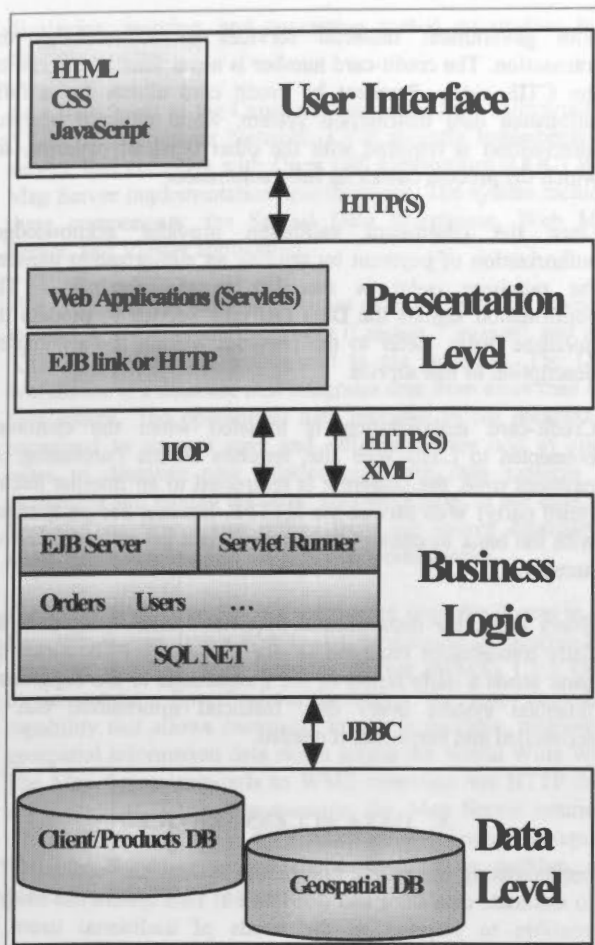 HTML
CSS
JavaScript
User Interface
HTTP(S)
Web Applications (Servlets)
EJB link or HTTP
Presentation
Level
IIOP
HTTP(S)
XML
EJB Server
Servlet Runner
Orders Users ...
SQL NET
Business
Logic
JDBC
Client/Products DB
Geospatial DB
Data
Level